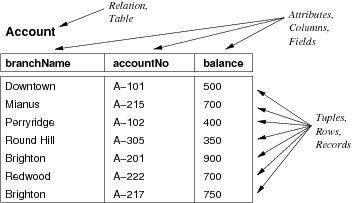 Relation,
Table
Account
Attributes,
Columns,
Fields
branchName accountNo balance
Downtown A–101 500
Mianus A–215 700
Perryridge A–102 400
Round Hill A–305 350
Brighton A–201 900
Redwood A–222 700
Brighton A–217 750
Tuples,
Rows,
Records